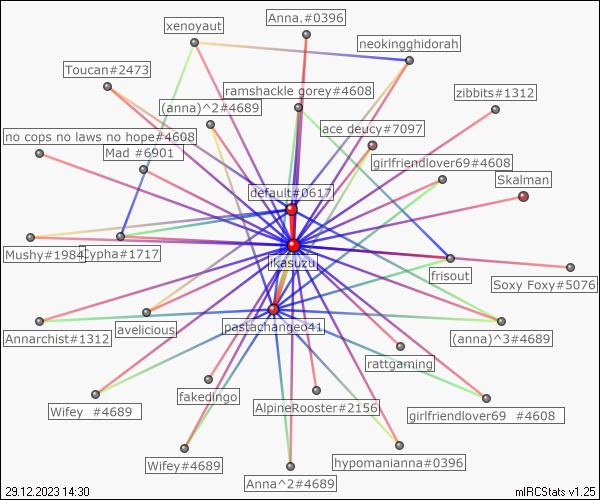 Anna.#0396
xenoyaut
neokingghidorah
Toucan#2473
ramshackle gorey#4608
zibbits#1312
(anna)^2#4689
ace deucy#7097
no cops no laws no hope#4608
Mad #6901
girlfriendlover69#4608
Skalman
default#0617
Mushy#1984
Cypha#1717
ikasuzu
frisout
Soxy Foxy#5076
Annarchist#1312
avelicious
pastachange041
(anna)^3#4689
rattgaming
fakedingo
AlpineRooster#2156
Wifey #4689
girlfriendlover69 #4608
Wifey#4689
hypomanianna#0396
Anna^2#4689
29.12.2023 14:30
mIRCStats v1.25